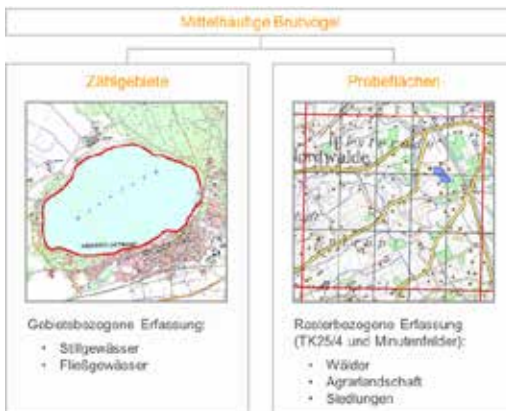 Mittelhäufige Brutvögel
Zählgebiete
Probeflächen
Gebietsbezogene Erfassung:
• Stillgewässer
• Fließgewässer
Rasterbezogene Erfassung
(TK25/4 und Minutenfelder):
• Wälder
• Agrarlandschaft
• Siedlungen